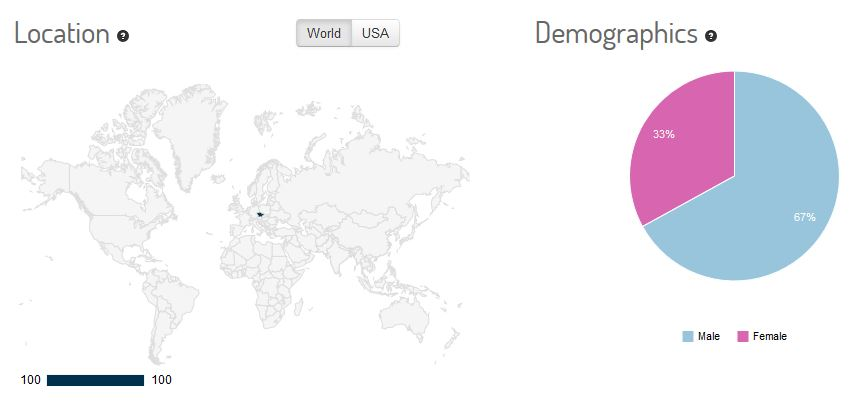 Location ?
World USA
Demographics ?
33%
67%
Male Female
100 100